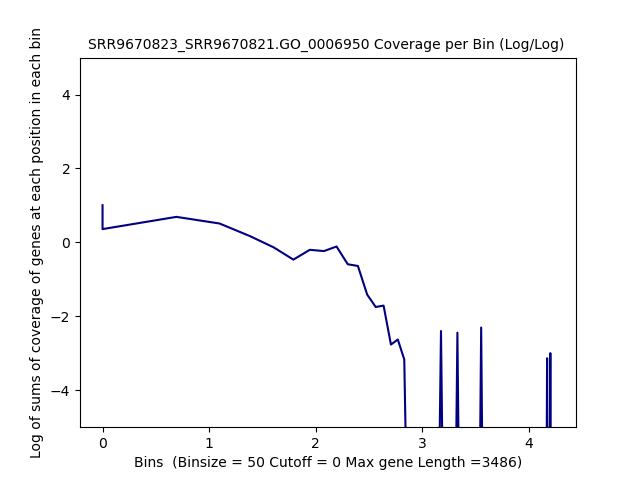 SRR9670823_SRR9670821.GO_0006950 Coverage per Bin (Log/Log)
Log of sums of coverage of genes at each position in each bin
4
2
0
−2
−4
0 1 2 3 4
Bins  (Binsize = 50 Cutoff = 0 Max gene Length =3486)